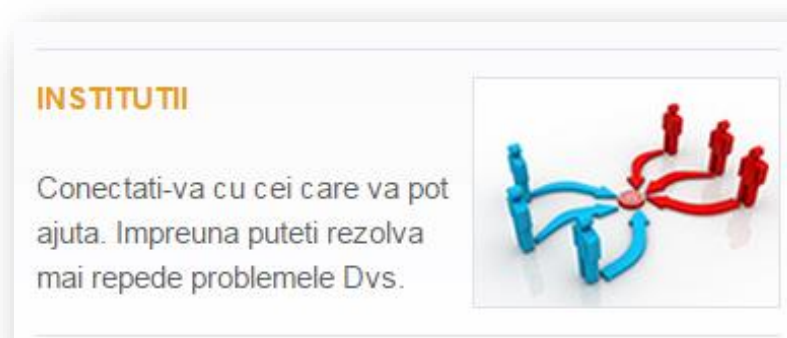 INSTITUTII
Conectati-va cu cei care va pot
ajuta. Impreuna puteti rezolva
mai repede problemele Dvs.